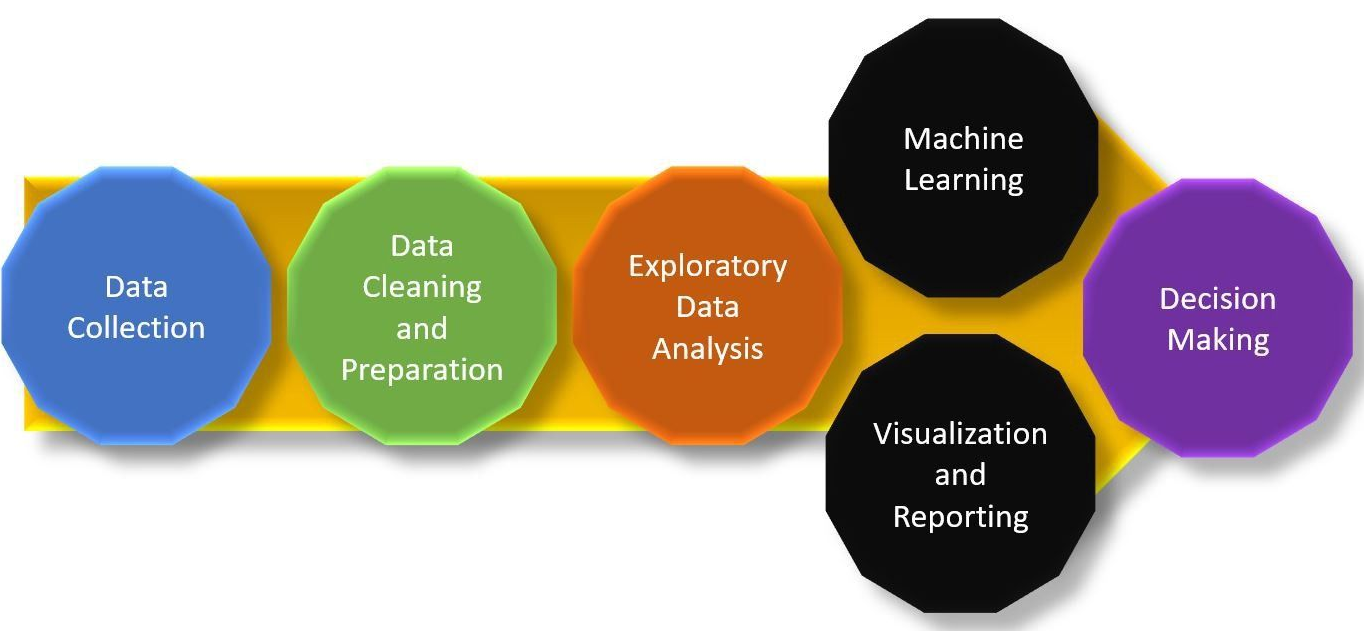 Data
Collection
Data
Cleaning
and
Preparation
Exploratory
Data
Analysis
Machine
Learning
Visualization
and
Reporting
Decision
Making